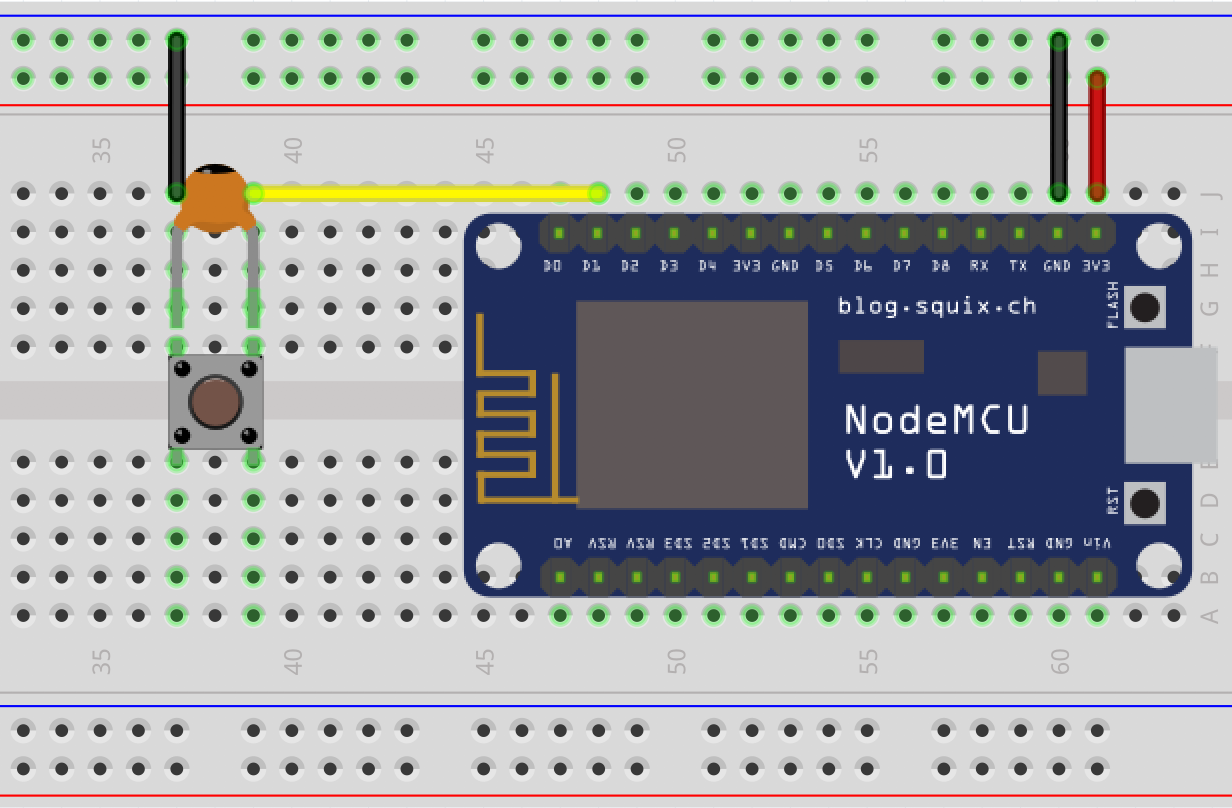 35 40 45 50 55
J
I
D0 D1 D2 D3 D4 3V3 GND D5 D6 D7 D8 RX TX GND 3V3
H
FLASH
blog.squix.ch
G
NodeMCU
V1.0
RST
D
A0 RSV RSV SD3 SD2 SD1 CMD SD0 CLK GND 3V3 EN RST GND Vin
C
B
A
35 40 45 50 55 60